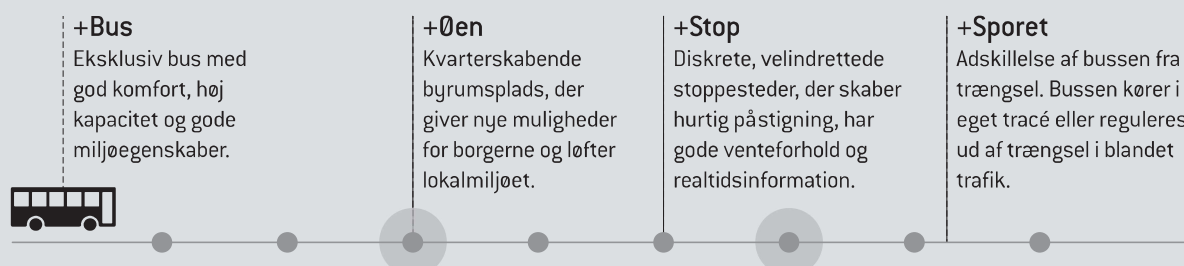 +Bus
Eksklusiv bus med
god komfort, høj
kapacitet og gode
miljøegenskaber.
+Øen
Kvarterskabende
byrumsplads, der
giver nye muligheder
for borgerne og løfter
lokalmiljøet.
+Stop
Diskrete, velindrettede
stoppesteder, der skaber
hurtig påstigning, har
gode venteforhold og
realtidsinformation.
+Sporet
Adskillelse af bussen fra
trængsel. Bussen kører i
eget tracé eller reguleres
ud af trængsel i blandet
trafik.